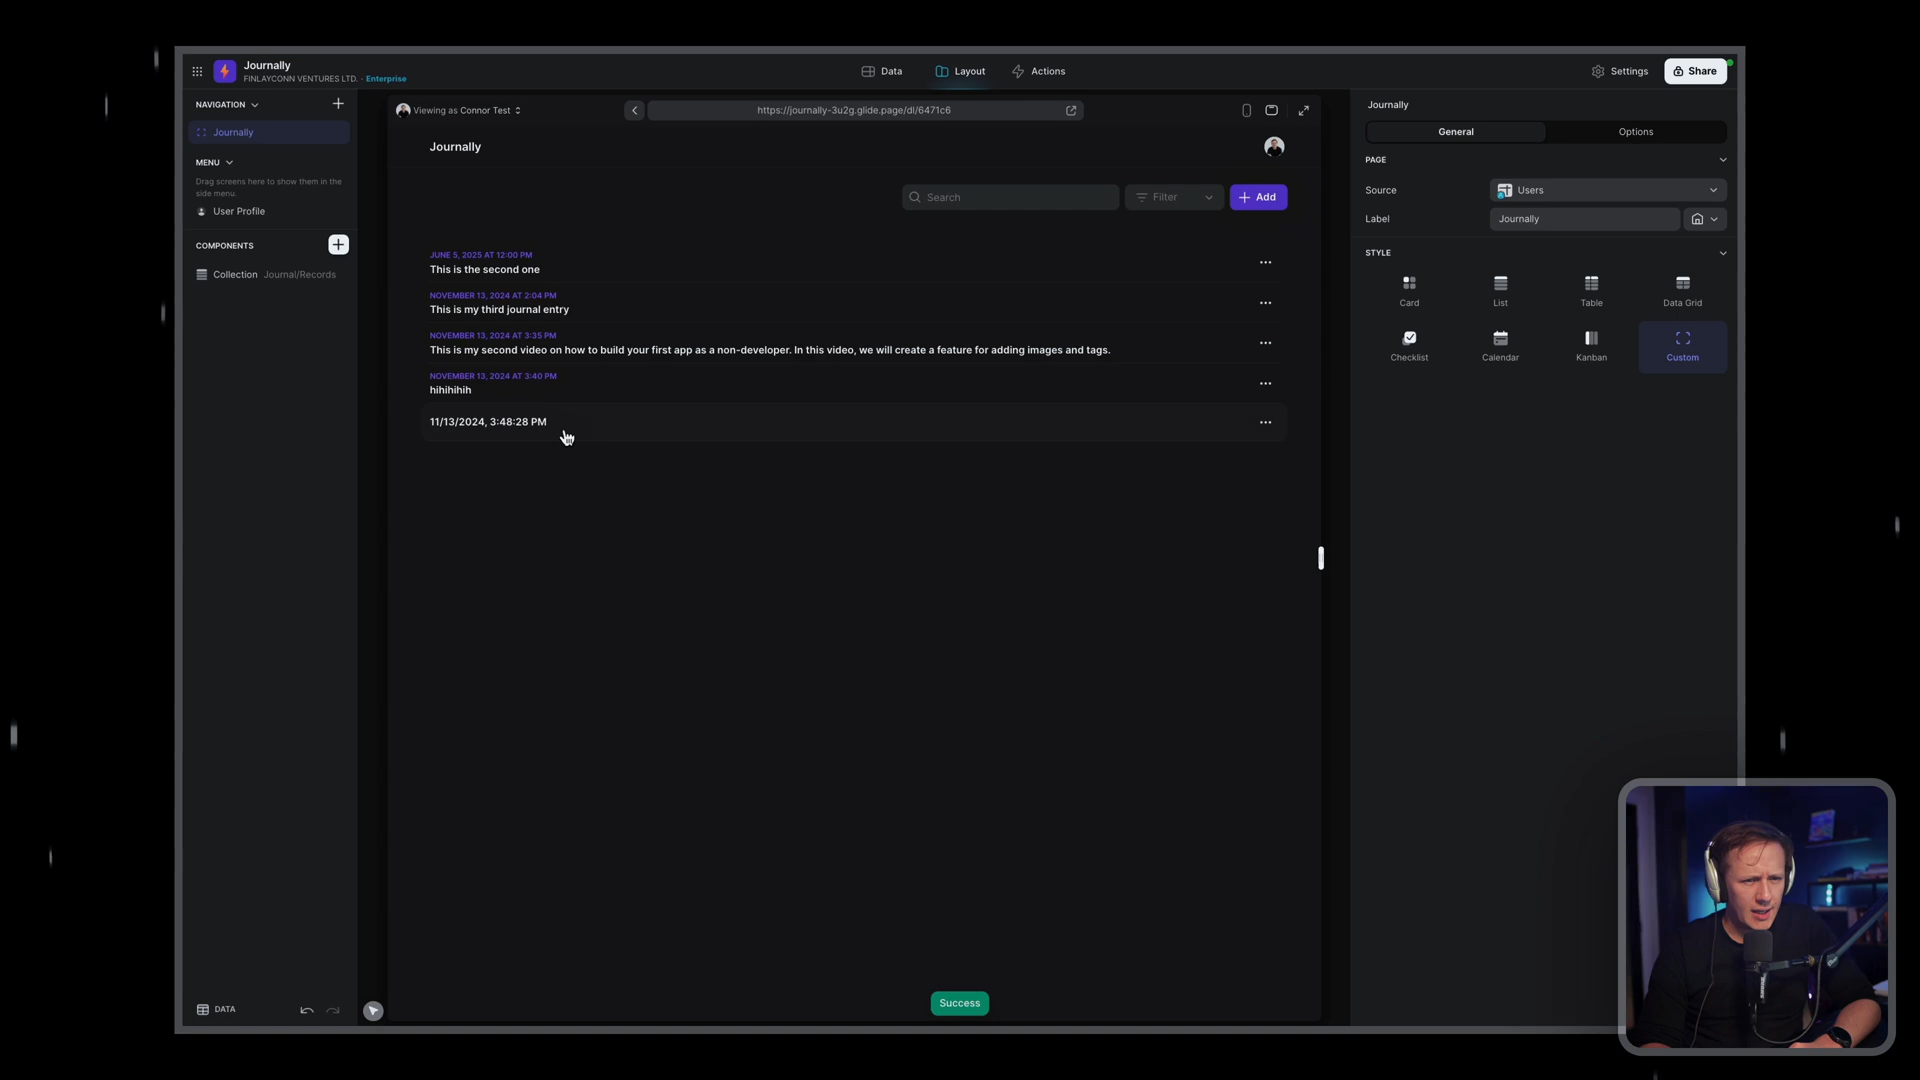 Journally
FINLAYCONN VENTURES LTD. · Enterprise
Data
Layout
Actions
Settings
Share
NAVIGATION
Journally
MENU
Drag screens here to show them in the
side menu.
User Profile
COMPONENTS
Collection Journal/Records
DATA
Viewing as Connor Test
https://journally-3u2g.glide.page/dl/6471c6
Journally
Search
Filter
Add
JUNE 5, 2025 AT 12:00 PM
This is the second one
NOVEMBER 13, 2024 AT 2:04 PM
This is my third journal entry
NOVEMBER 13, 2024 AT 3:35 PM
This is my second video on how to build your first app as a non-developer. In this video, we will create a feature for adding images and tags.
NOVEMBER 13, 2024 AT 3:40 PM
hihihihih
11/13/2024, 3:48:28 PM
Success
Journally
General
Options
PAGE
Source
Users
Label
Journally
STYLE
Card
List
Table
Data Grid
Checklist
Calendar
Kanban
Custom